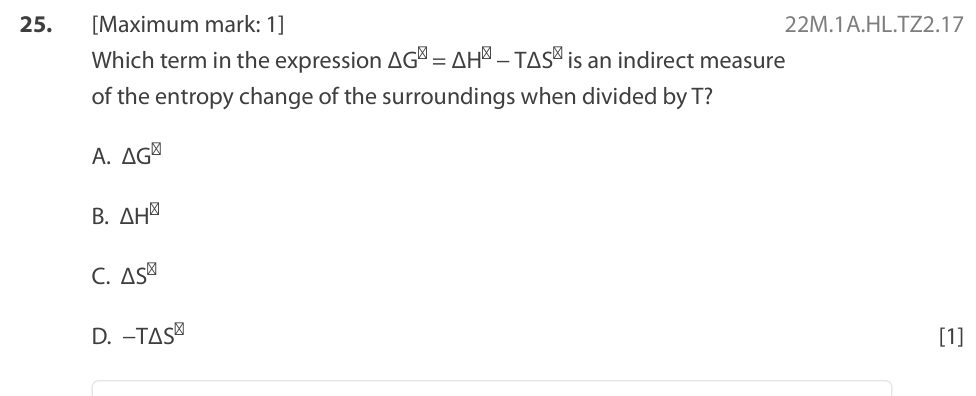 25. [Maximum mark: 1] 22M.1A.HL.TZ2.17
Which term in the expression ΔG☒ = ΔH☒ – TΔS☒ is an indirect measure
of the entropy change of the surroundings when divided by T?
A. ΔG☒
B. ΔH☒
C. ΔS☒
D. –TΔS☒ [1]